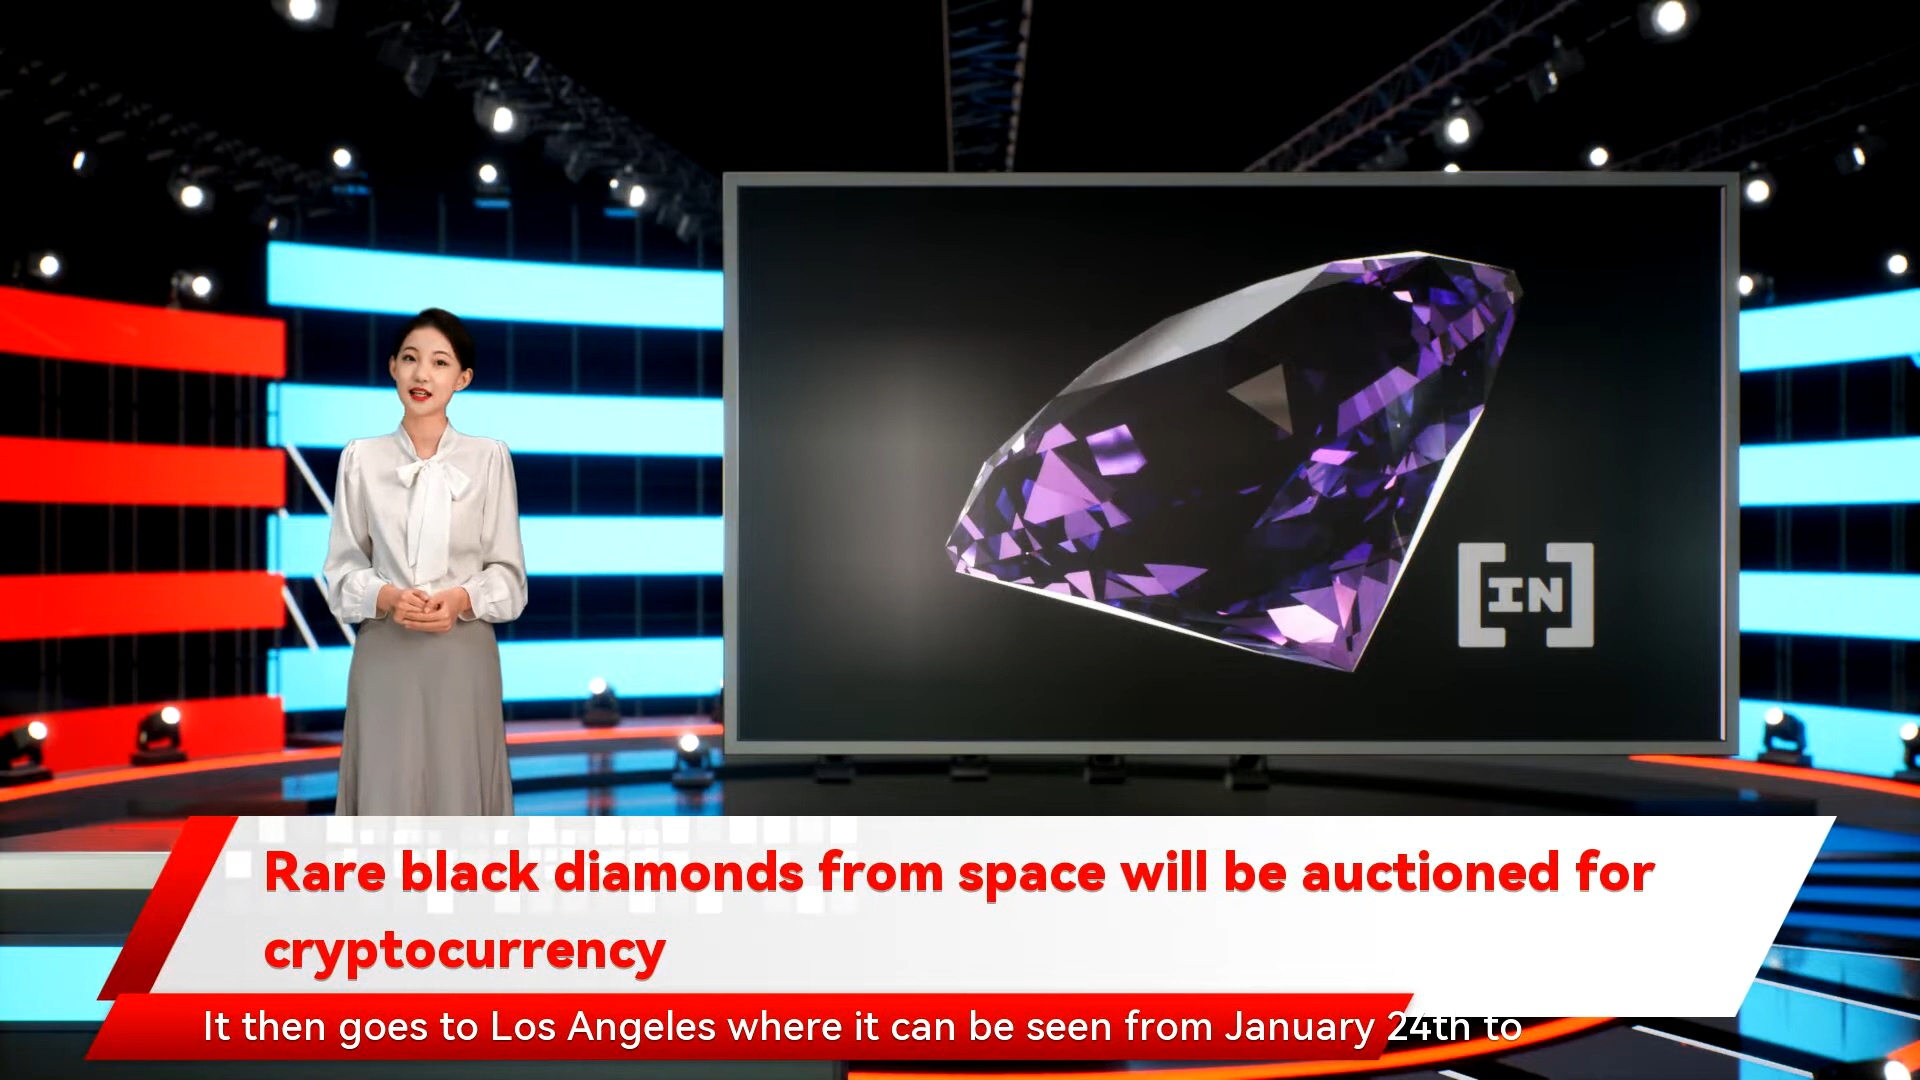 [IN]
Rare black diamonds from space will be auctioned for
cryptocurrency
It then goes to Los Angeles where it can be seen from January 24th to